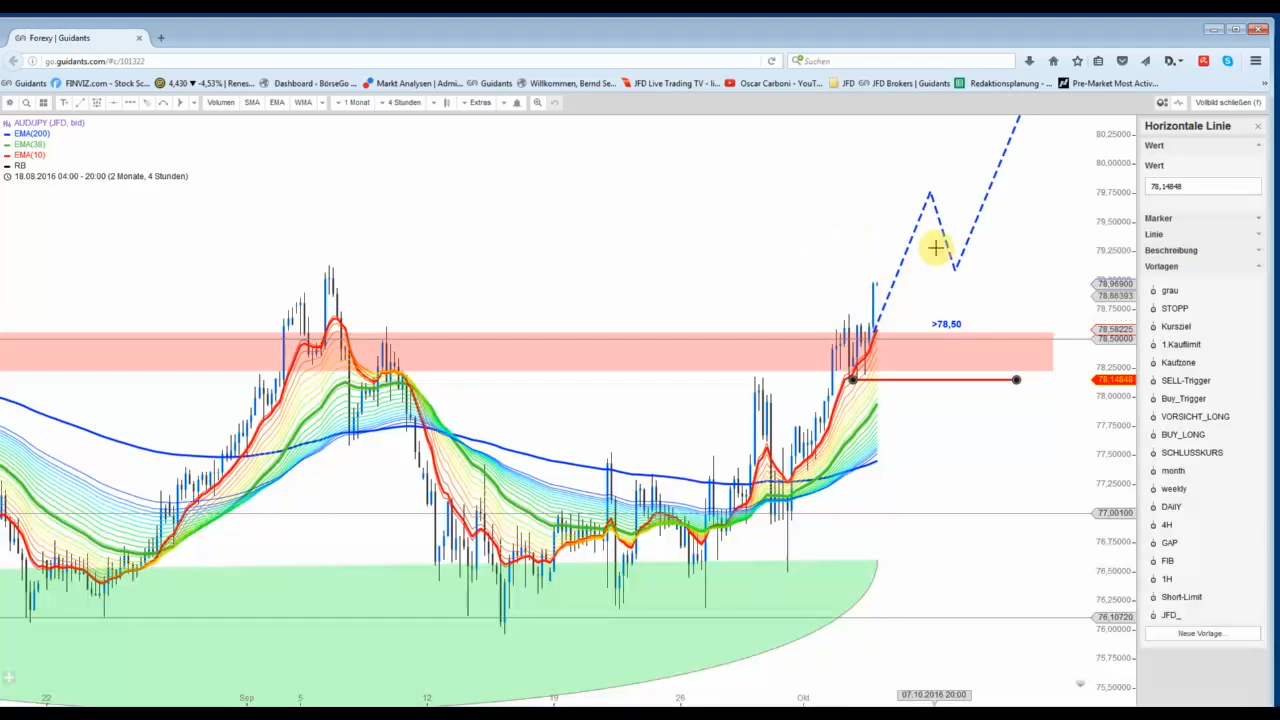 Forexy | Guidants
go.guidants.com/#c/101322
Suchen
Guidants FINVIZ.com - Stock Sc... 4,430 ▼ -4,53% | Renes... Dashboard ‹ BörseGo ... Markt Analysen | Admi... Guidants Willkommen, Bernd Se... JFD Live Trading TV - li... Oscar Carboni - YouT... JFD JFD Brokers | Guidants Redaktionsplanung - ... Pre-Market Most Activ...
Volumen SMA EMA WMA 1 Monat 4 Stunden Extras Vollbild schließen (f)
AUD/JPY (JFD, bid)
EMA(200)
EMA(38)
EMA(10)
RB
18.08.2016 04:00 - 20:00 (2 Monate, 4 Stunden)
>78,50
80,25000
80,00000
79,75000
79,50000
79,25000
78,96900
78,86393
78,75000
78,58225
78,50000
78,25000
78,14848
78,00000
77,75000
77,50000
77,25000
77,00100
76,75000
76,50000
76,25000
76,10720
76,00000
75,75000
75,50000
22 Sep 5 12 19 26 Okt 07.10.2016 20:00
Horizontale Linie
Wert
Wert
78,14848
Marker
Linie
Beschreibung
Vorlagen
grau
STOPP
Kursziel
1.Kauflimit
Kaufzone
SELL-Trigger
Buy_Trigger
VORSICHT_LONG
BUY_LONG
SCHLUSSKURS
month
weekly
DAIlY
4H
GAP
FIB
1H
Short-Limit
JFD_
Neue Vorlage...